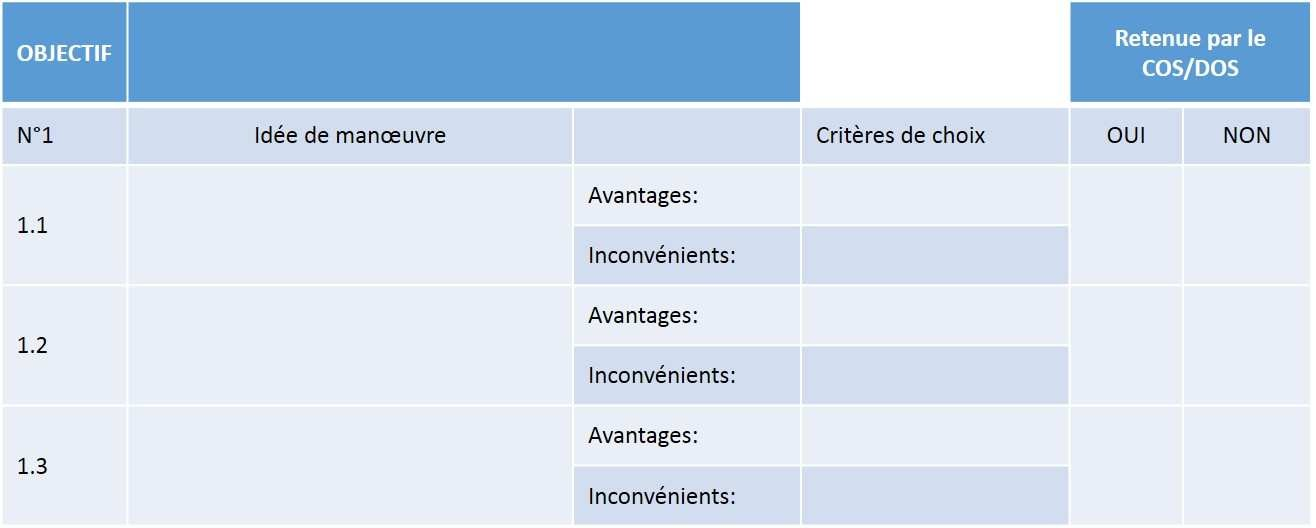 OBJECTIF
Retenue par le
COS/DOS
N°1 Idée de manœuvre Critères de choix OUI NON
1.1
Avantages:
Inconvénients:
1.2
Avantages:
Inconvénients:
1.3
Avantages:
Inconvénients: